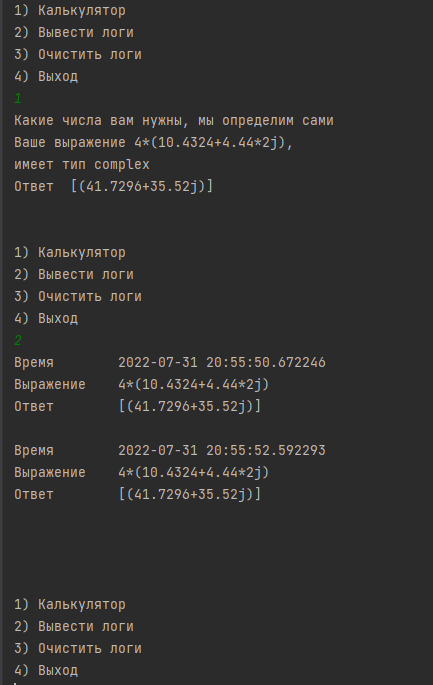 1) Калькулятор
2) Вывести логи
3) Очистить логи
4) Выход
1
Какие числа вам нужны, мы определим сами
Ваше выражение 4*(10.4324+4.44*2j),
имеет тип complex
Ответ  [(41.7296+35.52j)]
1) Калькулятор
2) Вывести логи
3) Очистить логи
4) Выход
2
Время        2022-07-31 20:55:50.672246
Выражение    4*(10.4324+4.44*2j)
Ответ        [(41.7296+35.52j)]
Время        2022-07-31 20:55:52.592293
Выражение    4*(10.4324+4.44*2j)
Ответ        [(41.7296+35.52j)]
1) Калькулятор
2) Вывести логи
3) Очистить логи
4) Выход